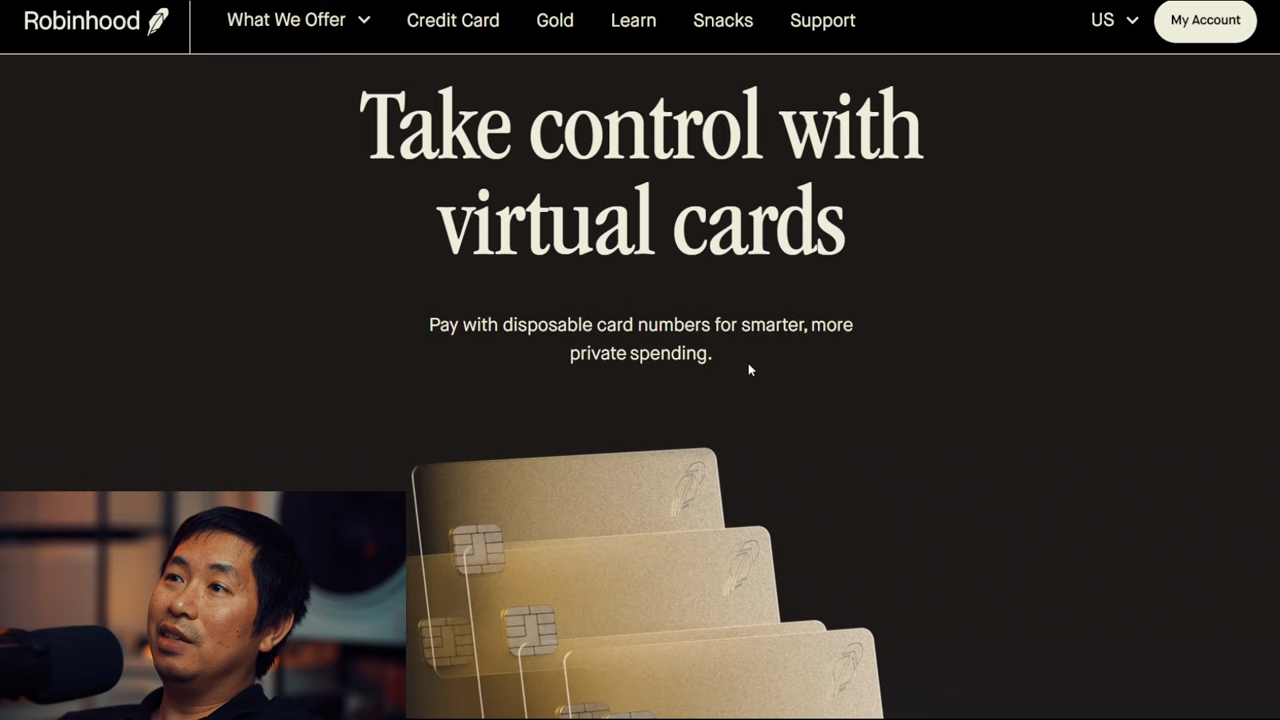 Robinhood
What We Offer
Credit Card
Gold
Learn
Snacks
Support
US
My Account
Take control with
virtual cards
Pay with disposable card numbers for smarter, more
private spending.